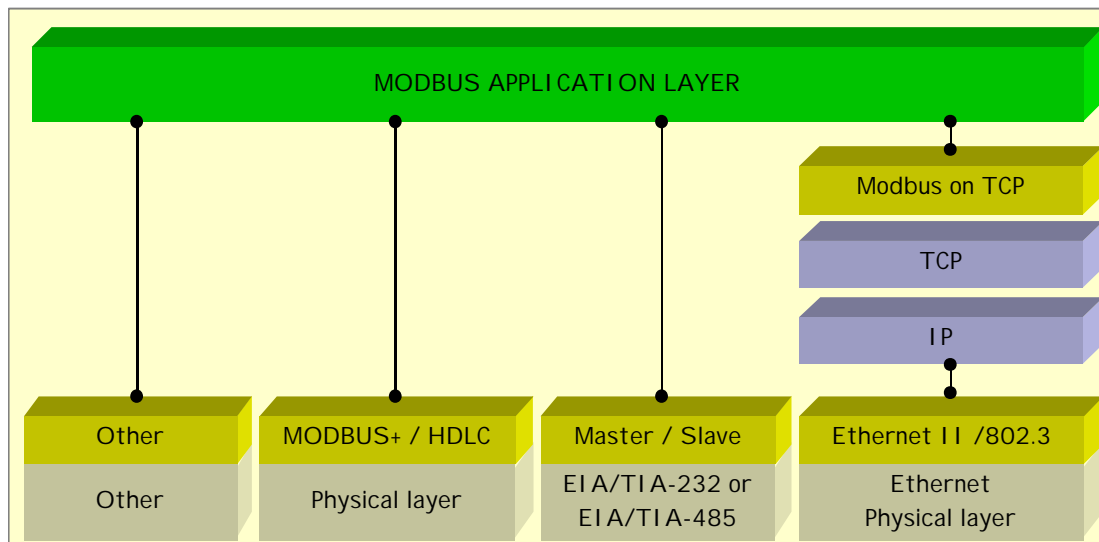 MODBUS APPLICATION LAYER
Modbus on TCP
TCP
IP
Other
MODBUS+ / HDLC
Master / Slave
Ethernet II /802.3
Other
Physical layer
EIA/TIA-232 or
EIA/TIA-485
Ethernet
Physical layer